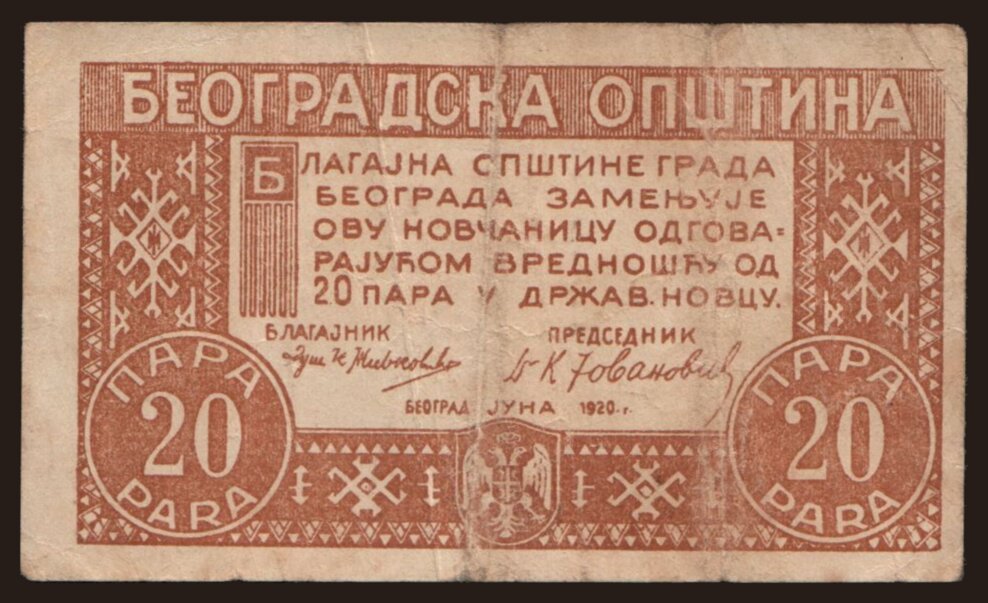 БЕОГРАДСКА ОПШТИНА
БЛАГАЈНА ОПШТИНЕ ГРАДА
БЕОГРАДА ЗАМЕЊУЈЕ
ОВУ НОВЧАНИЦУ ОДГОВА=
РАЈУЋОМ ВРЕДНОШЋУ ОД
20 ПАРА У ДРЖАВ. НОВЦУ.
БЛАГАЈНИК
ПРЕДСЕДНИК
К Јовановић
БЕОГРАД ЈУНА 1920. г.
ПАРА
20
PARA
ПАРА
20
PARA